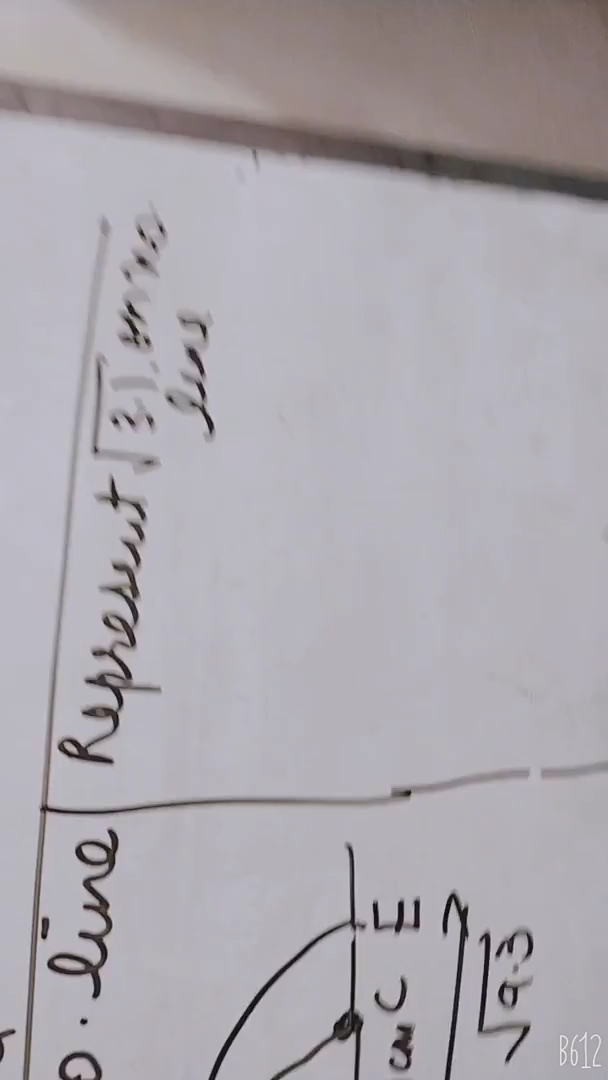 Represent √3.1 on no
line
o. line
C E
√9.3
B612